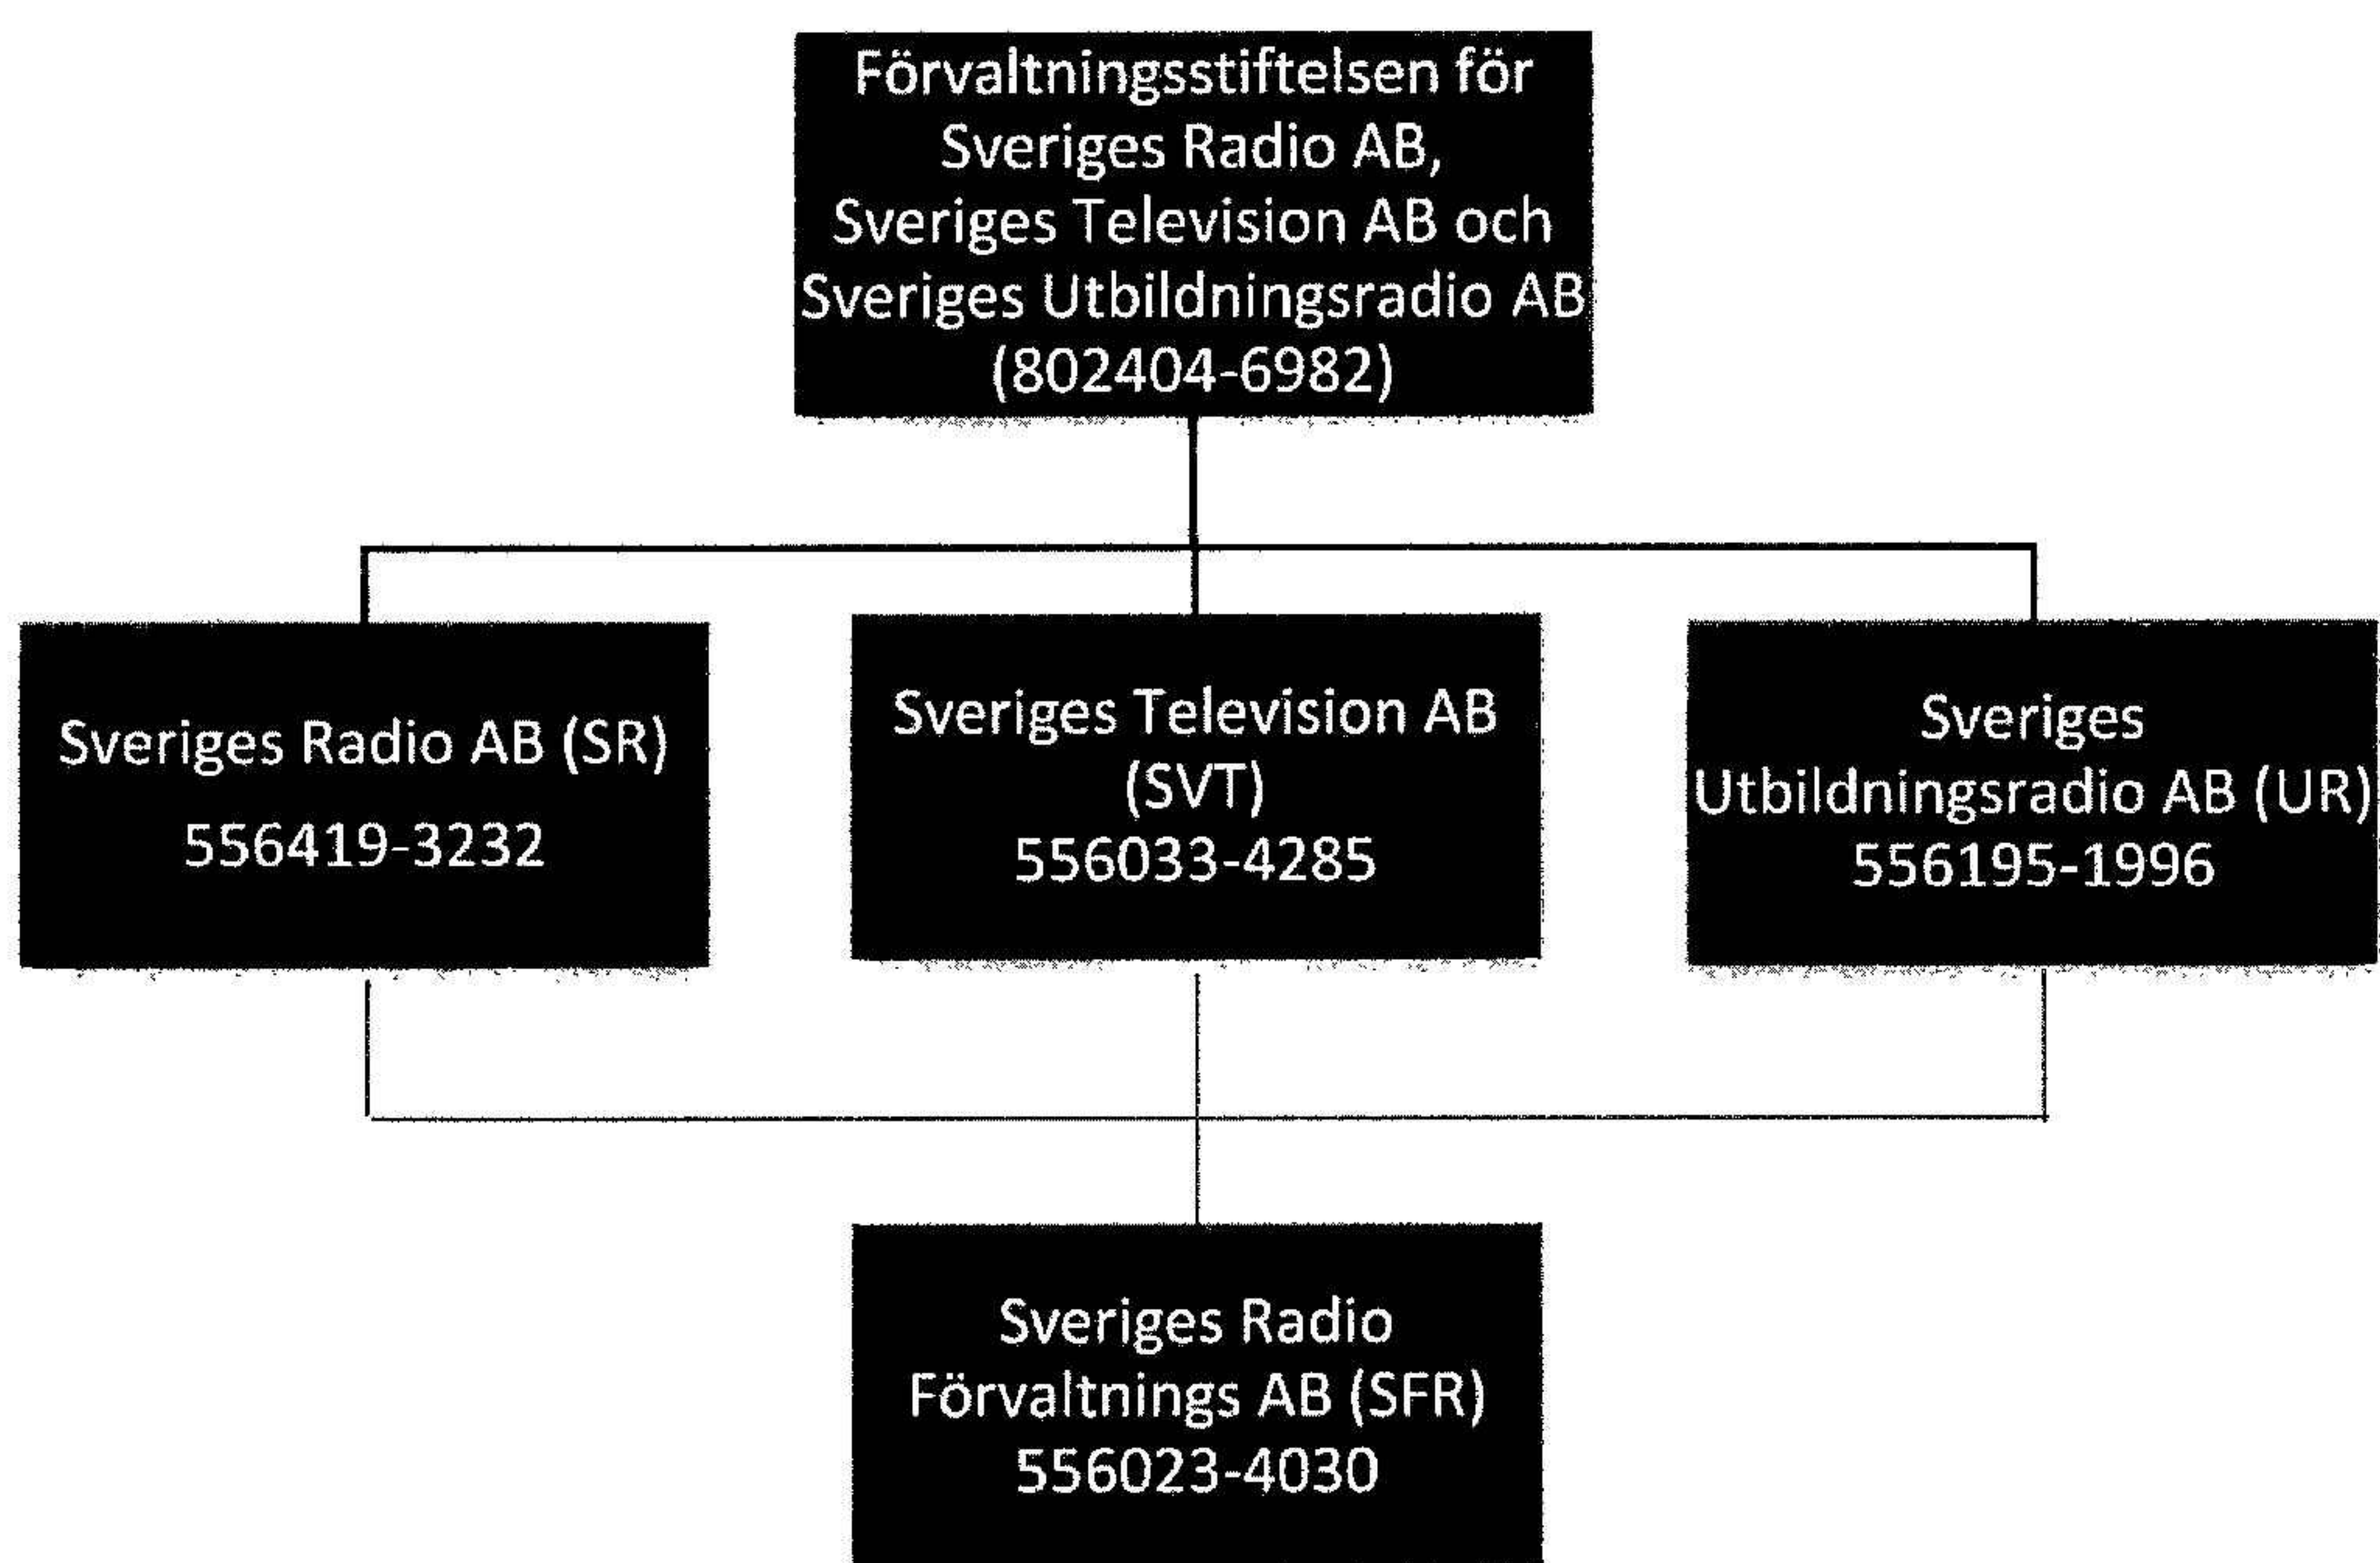 Förvaltningsstiftelsen för
Sveriges Radio AB,
Sveriges Television AB och
Sveriges Utbildningsradio AB
(802404-6982)
Sveriges Radio AB (SR)
556419-3232
Sveriges Television AB
(SVT)
556033-4285
Sveriges
Utbildningsradio AB (UR)
556195-1996
Sveriges Radio
Förvaltnings AB (SFR)
556023-4030